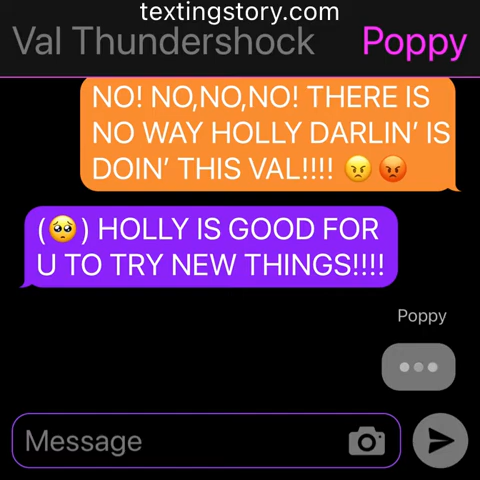 textingstory.com
Val Thundershock Poppy
NO! NO,NO,NO! THERE IS
NO WAY HOLLY DARLIN’ IS
DOIN’ THIS VAL!!!! 😠 😡
(🥺) HOLLY IS GOOD FOR
U TO TRY NEW THINGS!!!!
Poppy
Message